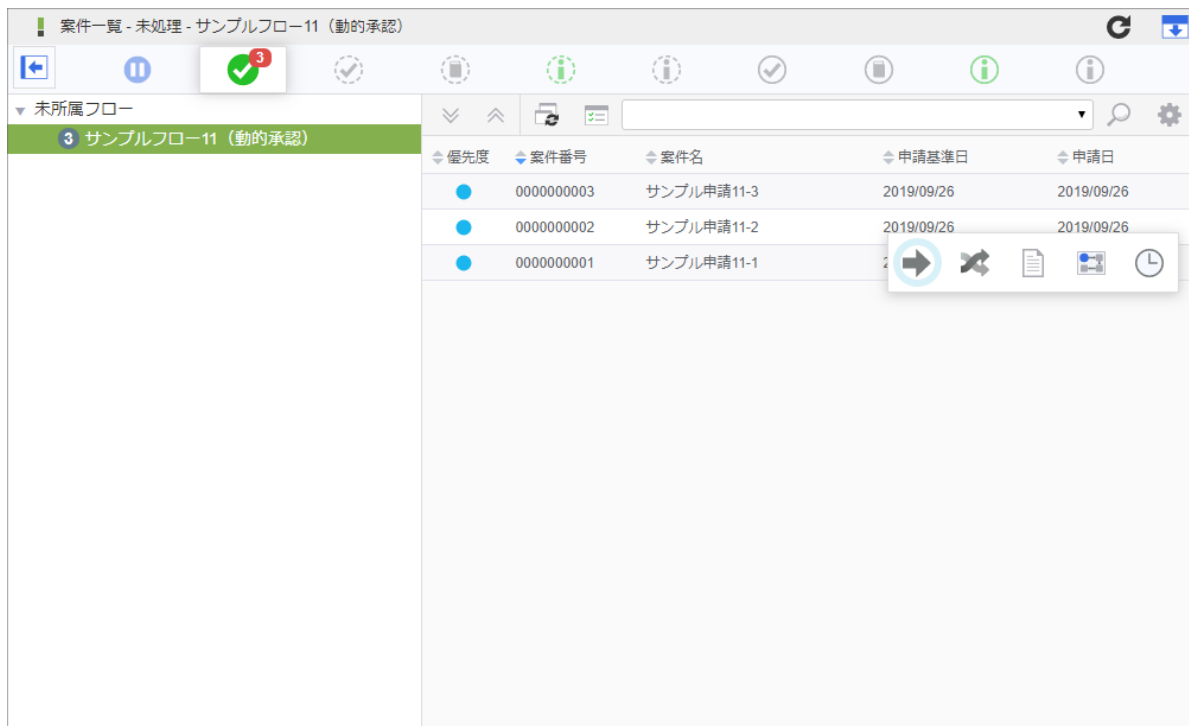 案件一覧 - 未処理 - サンプルフロー11（動的承認）
3
未所属フロー
3 サンプルフロー11（動的承認）
優先度 案件番号 案件名 申請基準日 申請日
0000000003 サンプル申請11-3 2019/09/26 2019/09/26
0000000002 サンプル申請11-2 2019/09/26 2019/09/26
0000000001 サンプル申請11-1